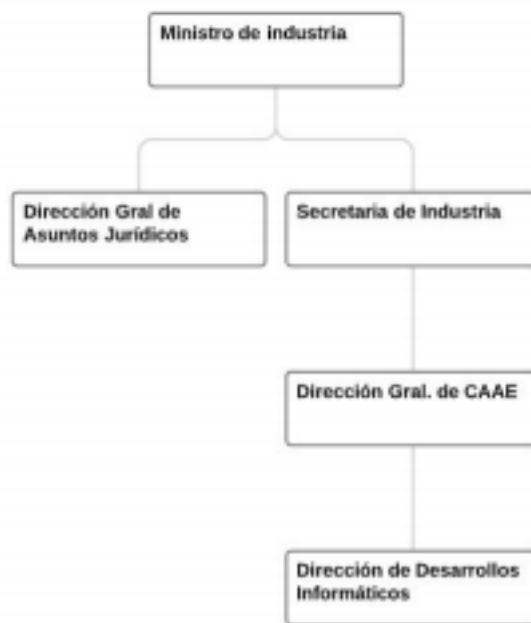 Ministro de industria
Dirección Gral de
Asuntos Jurídicos
Secretaria de Industria
Dirección Gral. de CAAE
Dirección de Desarrollos
Informáticos